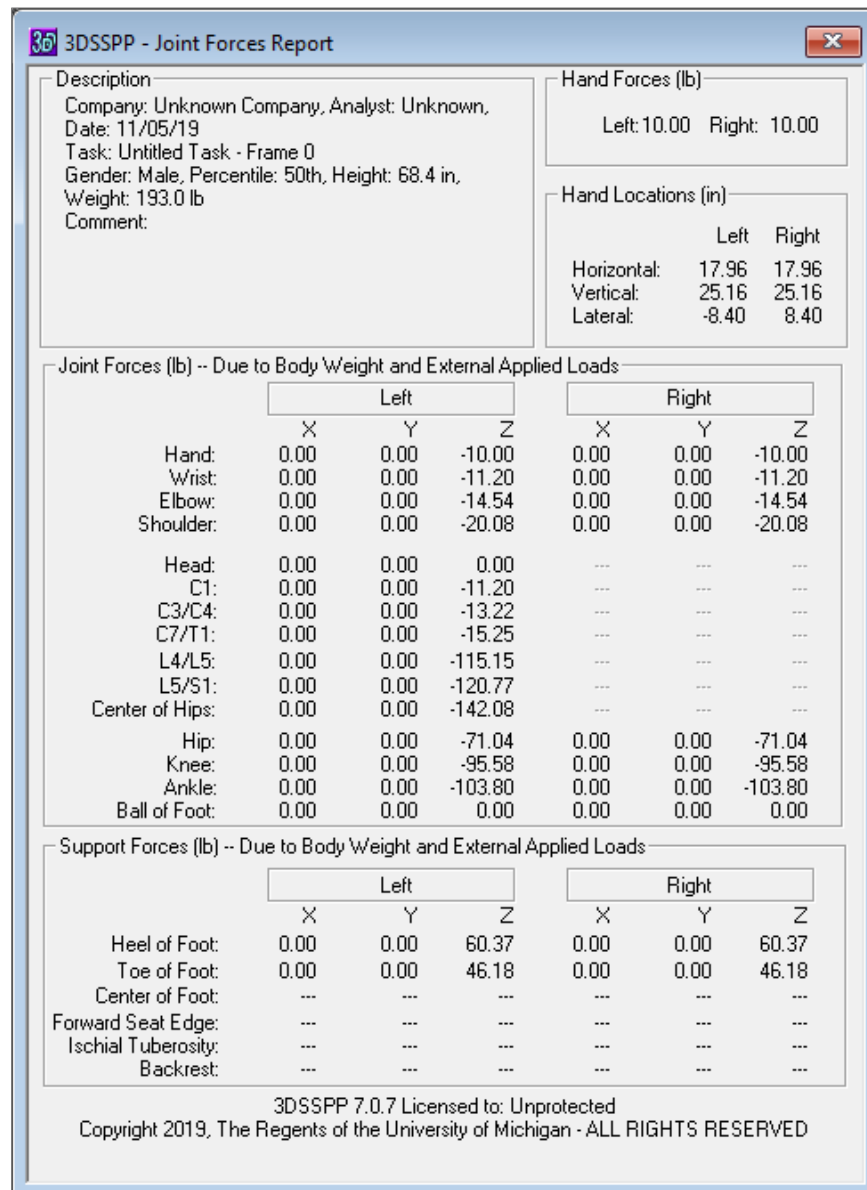 3DSSPP - Joint Forces Report
Description
Company: Unknown Company, Analyst: Unknown,
Date: 11/05/19
Task: Untitled Task - Frame 0
Gender: Male, Percentile: 50th, Height: 68.4 in,
Weight: 193.0 lb
Comment:
Hand Forces (lb)
Left: 10.00 Right: 10.00
Hand Locations (in)
Left Right
Horizontal: 17.96 17.96
Vertical: 25.16 25.16
Lateral: -8.40 8.40
Joint Forces (lb) -- Due to Body Weight and External Applied Loads
Left Right
X Y Z X Y Z
Hand: 0.00 0.00 -10.00 0.00 0.00 -10.00
Wrist: 0.00 0.00 -11.20 0.00 0.00 -11.20
Elbow: 0.00 0.00 -14.54 0.00 0.00 -14.54
Shoulder: 0.00 0.00 -20.08 0.00 0.00 -20.08
Head: 0.00 0.00 0.00 --- --- ---
C1: 0.00 0.00 -11.20 --- --- ---
C3/C4: 0.00 0.00 -13.22 --- --- ---
C7/T1: 0.00 0.00 -15.25 --- --- ---
L4/L5: 0.00 0.00 -115.15 --- --- ---
L5/S1: 0.00 0.00 -120.77 --- --- ---
Center of Hips: 0.00 0.00 -142.08 --- --- ---
Hip: 0.00 0.00 -71.04 0.00 0.00 -71.04
Knee: 0.00 0.00 -95.58 0.00 0.00 -95.58
Ankle: 0.00 0.00 -103.80 0.00 0.00 -103.80
Ball of Foot: 0.00 0.00 0.00 0.00 0.00 0.00
Support Forces (lb) -- Due to Body Weight and External Applied Loads
Left Right
X Y Z X Y Z
Heel of Foot: 0.00 0.00 60.37 0.00 0.00 60.37
Toe of Foot: 0.00 0.00 46.18 0.00 0.00 46.18
Center of Foot: --- --- --- --- --- ---
Forward Seat Edge: --- --- --- --- --- ---
Ischial Tuberosity: --- --- --- --- --- ---
Backrest: --- --- --- --- --- ---
3DSSPP 7.0.7 Licensed to: Unprotected
Copyright 2019, The Regents of the University of Michigan - ALL RIGHTS RESERVED